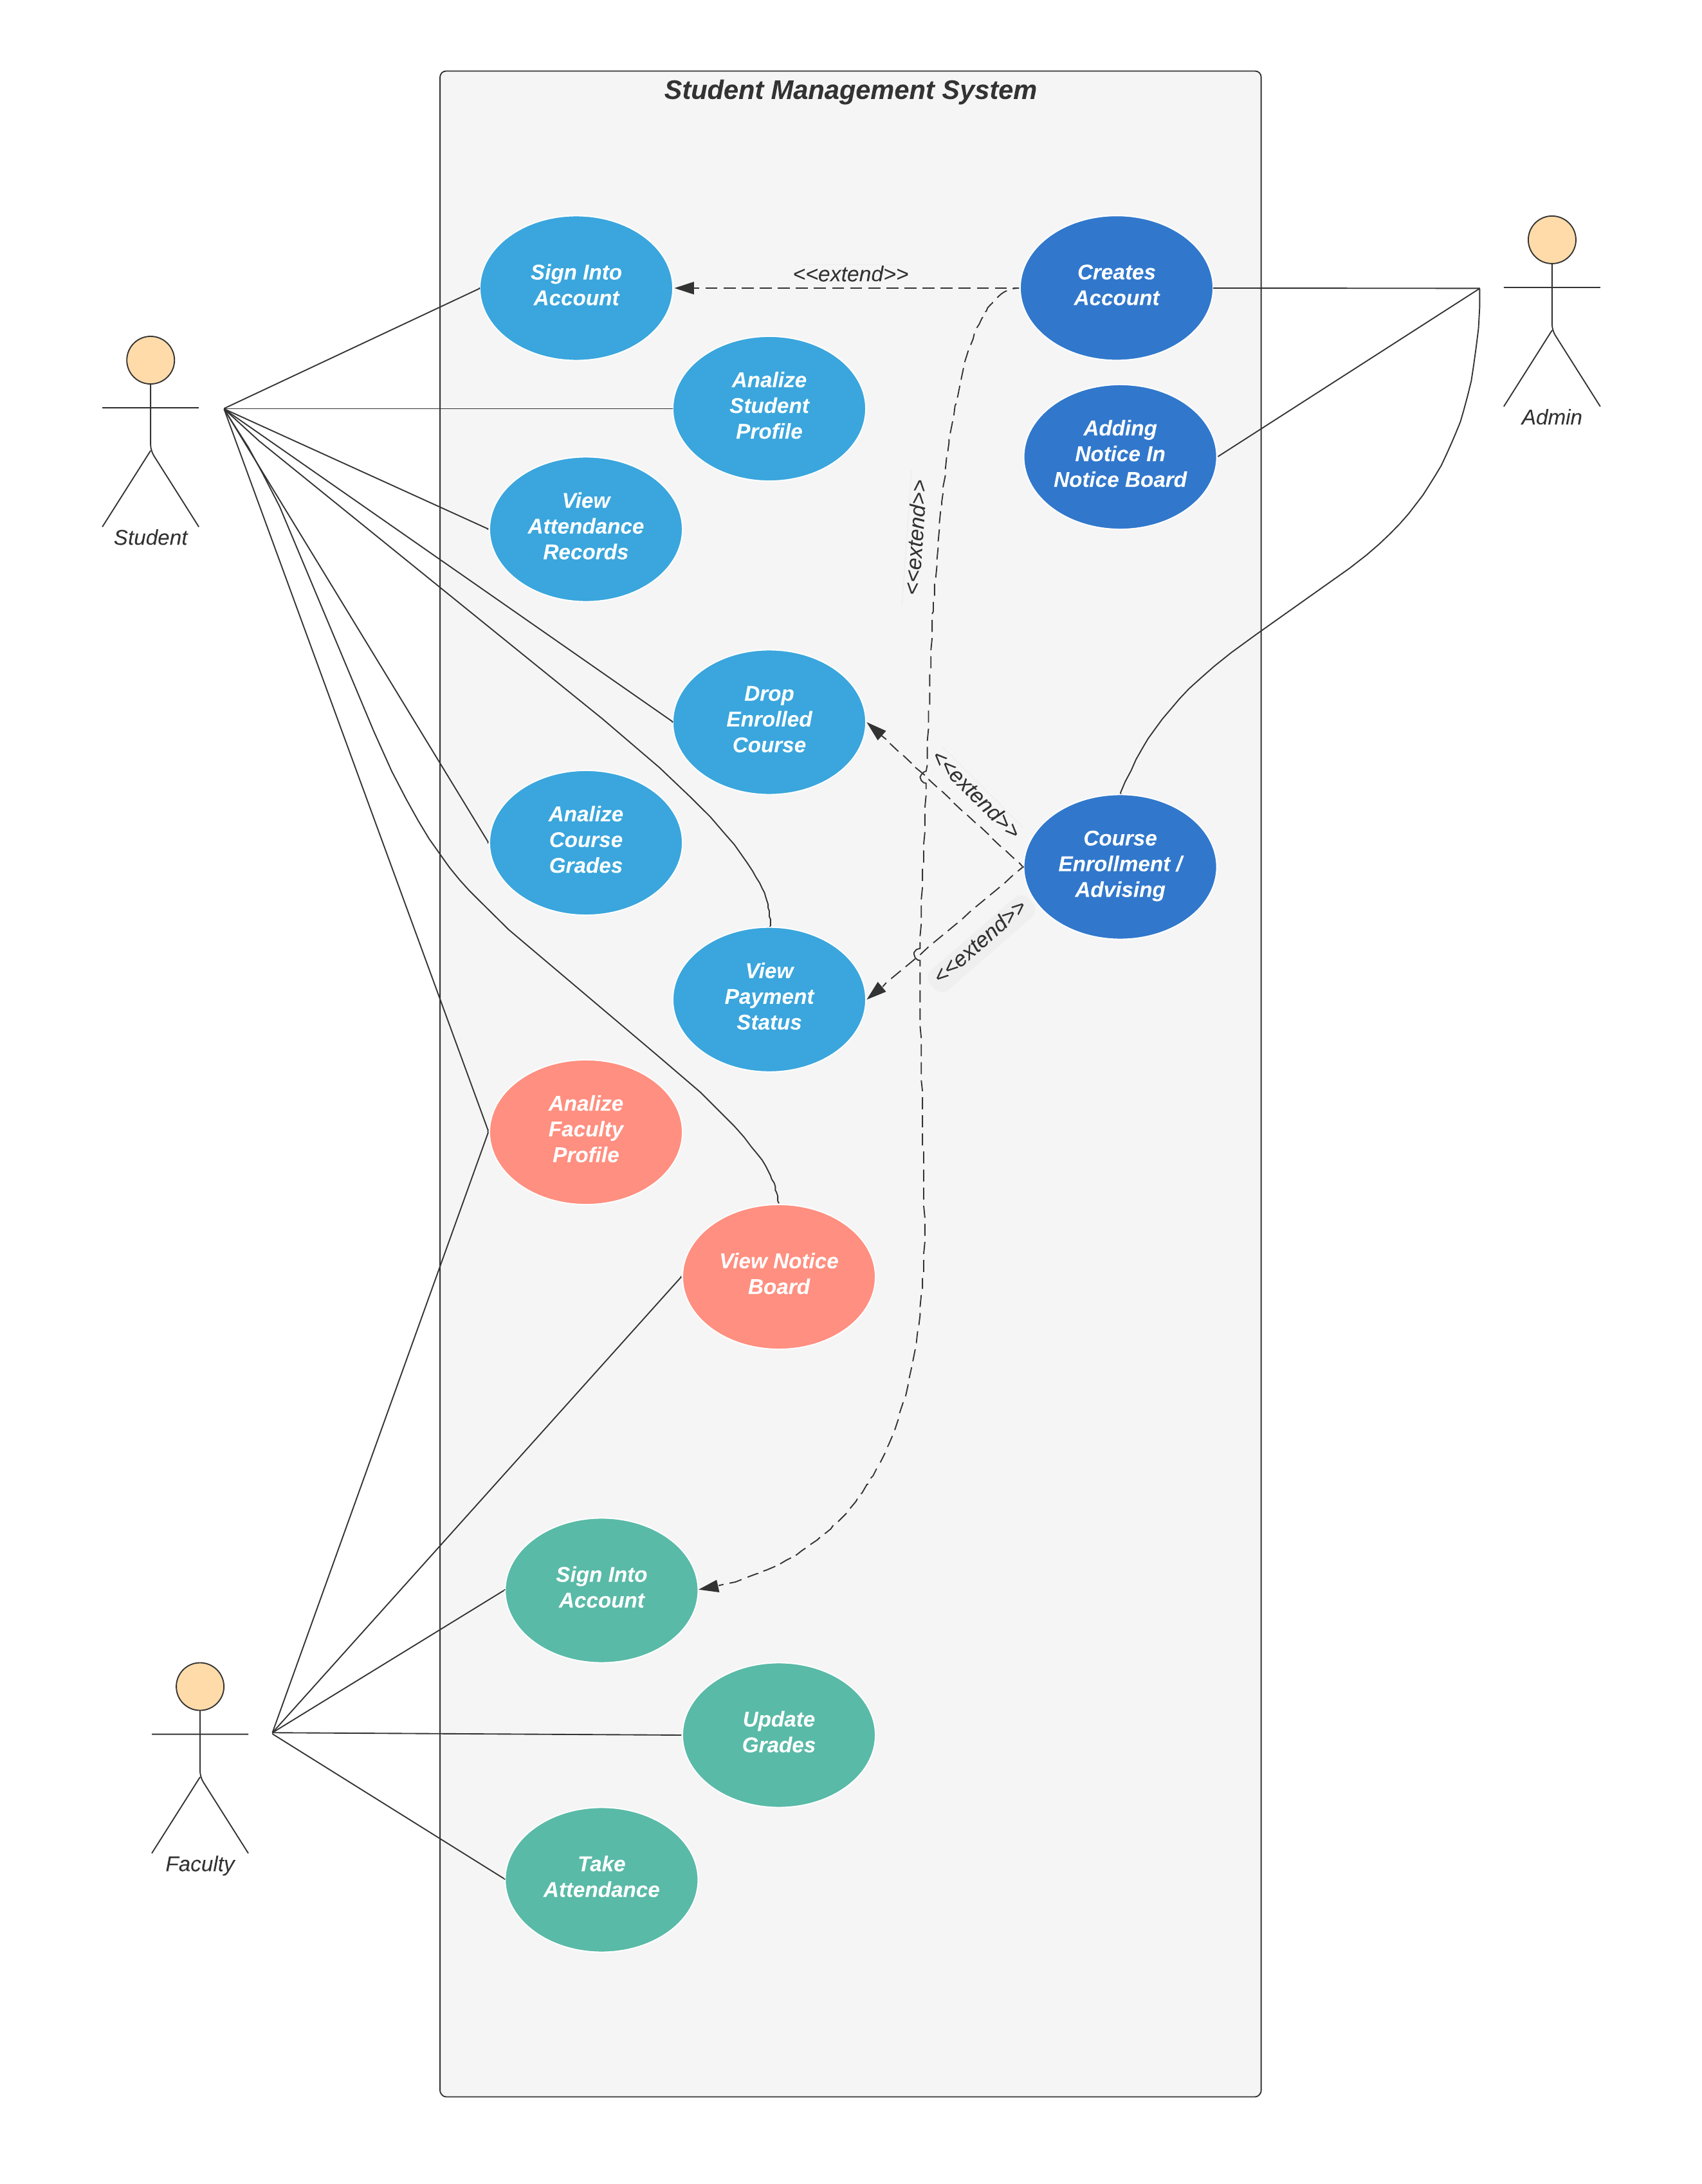 Student Management System
Sign Into
Account
<<extend>>
Creates
Account
Analize
Student
Profile
Adding
Notice In
Notice Board
Admin
Student
View
Attendance
Records
<<extend>>
Drop
Enrolled
Course
<<extend>>
Analize
Course
Grades
Course
Enrollment /
Advising
<<extend>>
View
Payment
Status
Analize
Faculty
Profile
View Notice
Board
Sign Into
Account
Update
Grades
Faculty
Take
Attendance